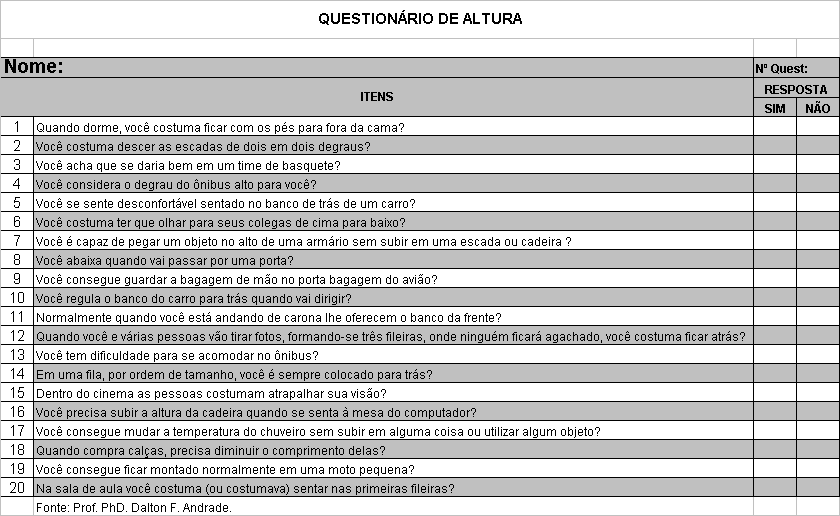 QUESTIONÁRIO DE ALTURA
Nome: Nº Quest:
ITENS RESPOSTA
SIM NÃO
1 Quando dorme, você costuma ficar com os pés para fora da cama?
2 Você costuma descer as escadas de dois em dois degraus?
3 Você acha que se daria bem em um time de basquete?
4 Você considera o degrau do ônibus alto para você?
5 Você se sente desconfortável sentado no banco de trás de um carro?
6 Você costuma ter que olhar para seus colegas de cima para baixo?
7 Você é capaz de pegar um objeto no alto de uma armário sem subir em uma escada ou cadeira ?
8 Você abaixa quando vai passar por uma porta?
9 Você consegue guardar a bagagem de mão no porta bagagem do avião?
10 Você regula o banco do carro para trás quando vai dirigir?
11 Normalmente quando você está andando de carona lhe oferecem o banco da frente?
12 Quando você e várias pessoas vão tirar fotos, formando-se três fileiras, onde ninguém ficará agachado, você costuma ficar atrás?
13 Você tem dificuldade para se acomodar no ônibus?
14 Em uma fila, por ordem de tamanho, você é sempre colocado para trás?
15 Dentro do cinema as pessoas costumam atrapalhar sua visão?
16 Você precisa subir a altura da cadeira quando se senta à mesa do computador?
17 Você consegue mudar a temperatura do chuveiro sem subir em alguma coisa ou utilizar algum objeto?
18 Quando compra calças, precisa diminuir o comprimento delas?
19 Você consegue ficar montado normalmente em uma moto pequena?
20 Na sala de aula você costuma (ou costumava) sentar nas primeiras fileiras?
Fonte: Prof. PhD. Dalton F. Andrade.